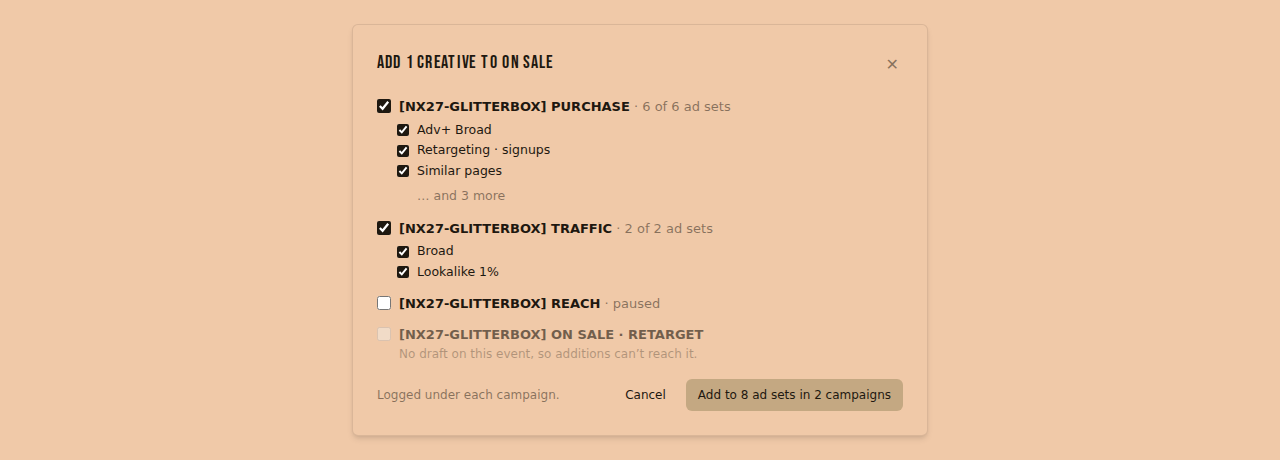 ADD 1 CREATIVE TO ON SALE
×
[NX27-GLITTERBOX] PURCHASE · 6 of 6 ad sets
Adv+ Broad
Retargeting · signups
Similar pages
… and 3 more
[NX27-GLITTERBOX] TRAFFIC · 2 of 2 ad sets
Broad
Lookalike 1%
[NX27-GLITTERBOX] REACH · paused
[NX27-GLITTERBOX] ON SALE · RETARGET
No draft on this event, so additions can’t reach it.
Logged under each campaign.
Cancel
Add to 8 ad sets in 2 campaigns